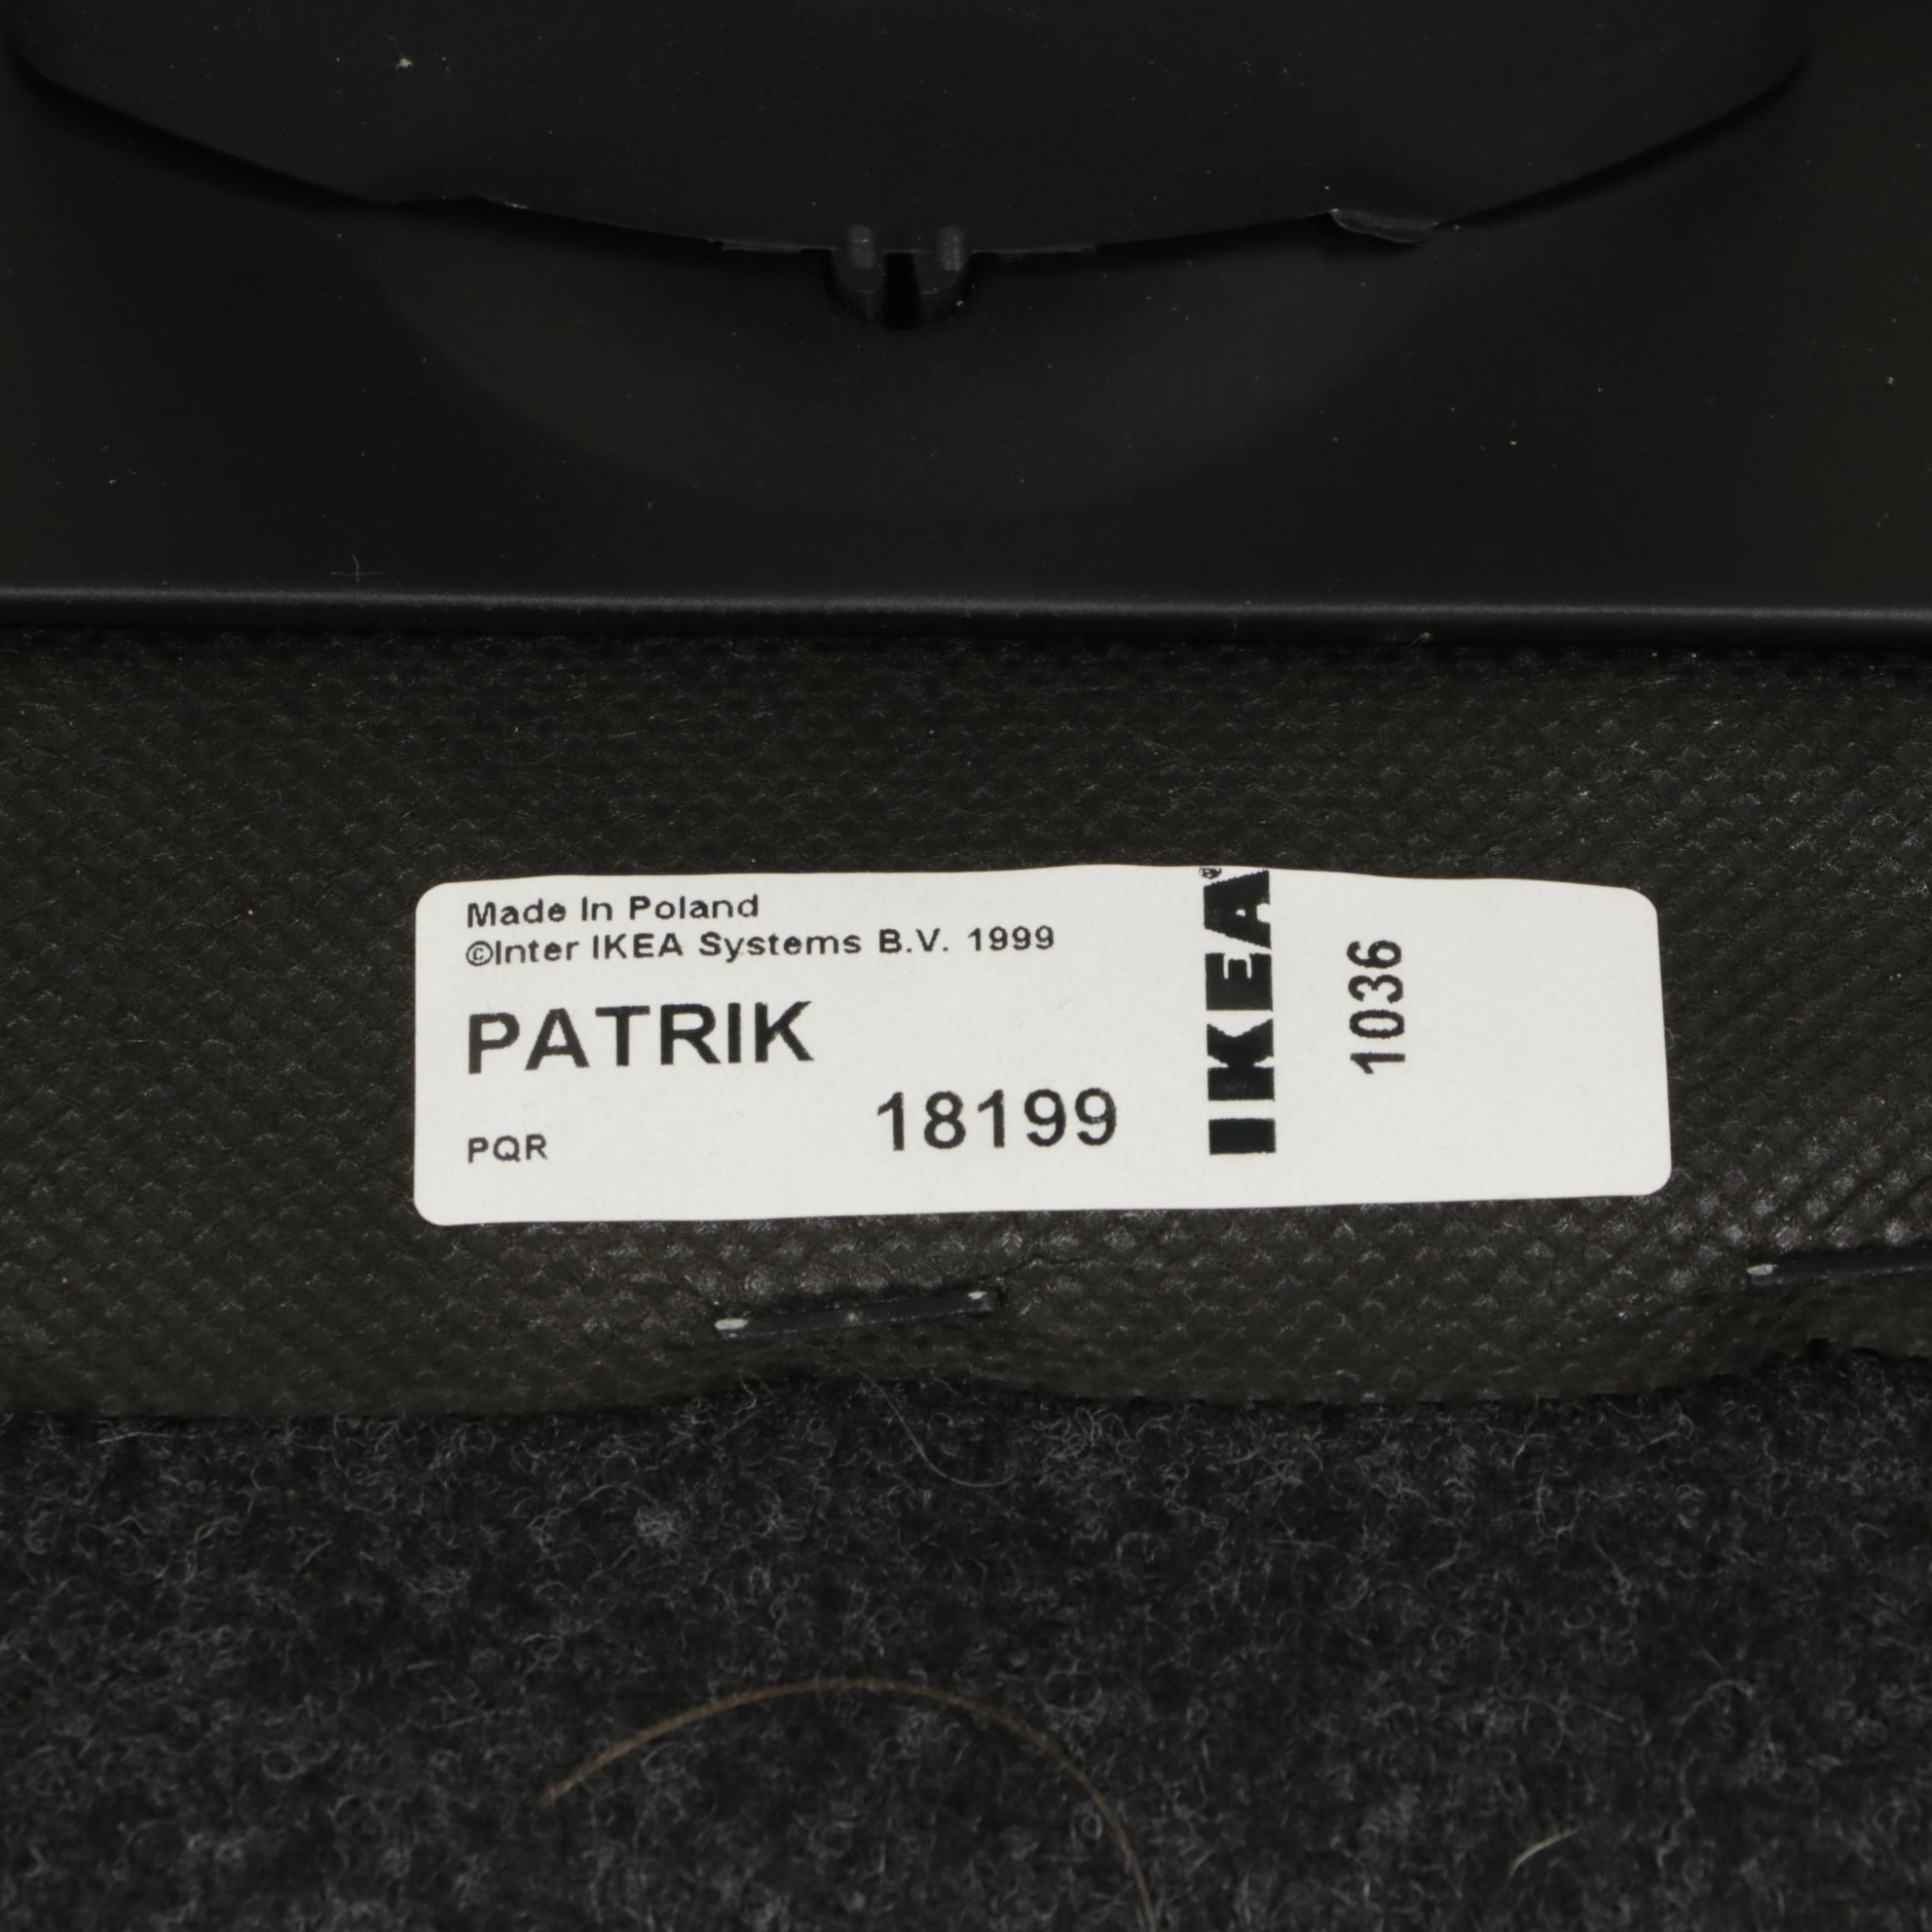 Made In Poland
©Inter IKEA Systems B.V. 1999
PATRIK
18199
PQR
IKEA®
1036